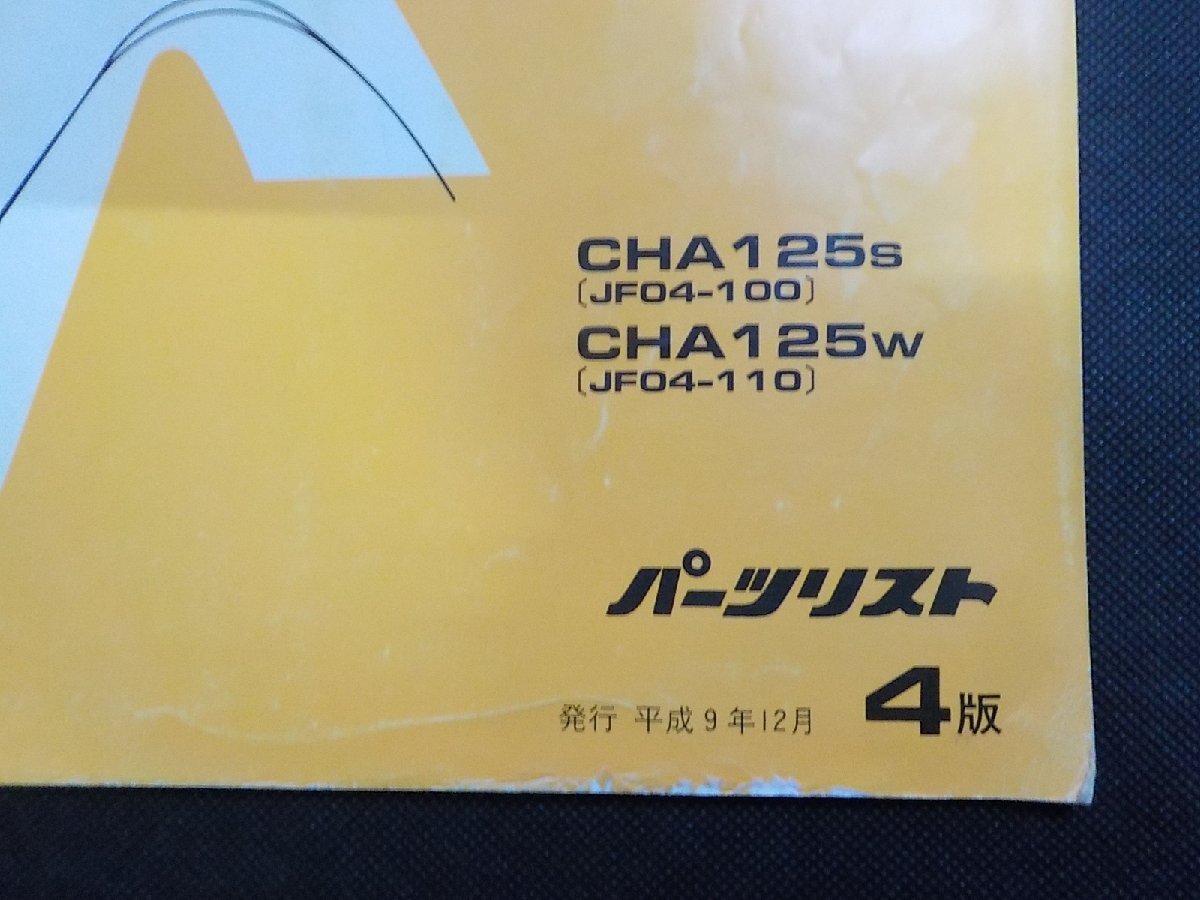 CHA125S
〔JF04-100〕
CHA125W
〔JF04-110〕
パーツリスト
発行 平成9年12月 4版